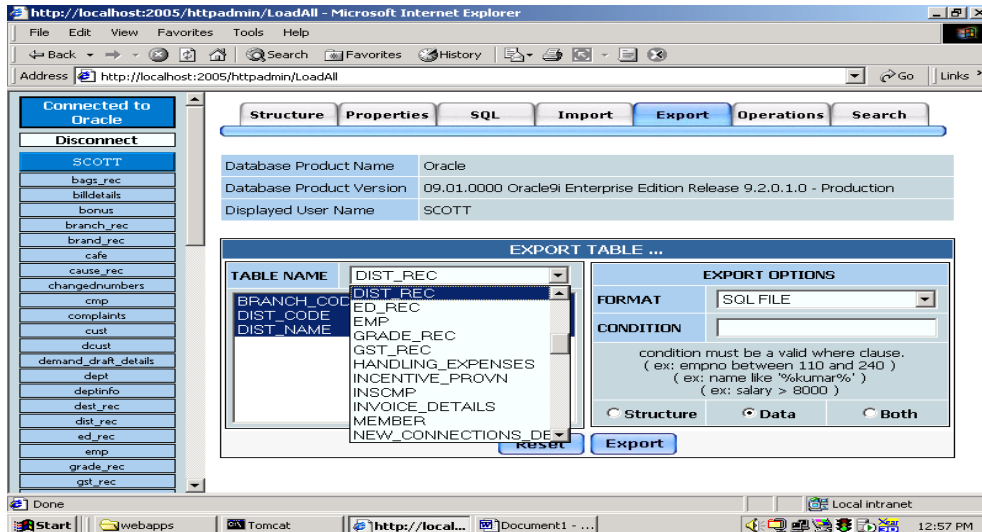 http://localhost:2005/httpadmin/LoadAll - Microsoft Internet Explorer
File Edit View Favorites Tools Help
Back Search Favorites History
Address http://localhost:2005/httpadmin/LoadAll Go Links
Connected to
Oracle
Disconnect
SCOTT
bags_rec
billdetails
bonus
branch_rec
brand_rec
cafe
cause_rec
changednumbers
cmp
complaints
cust
dcust
demand_draft_details
dept
deptinfo
dest_rec
dist_rec
ed_rec
emp
grade_rec
gst_rec
Structure Properties SQL Import Export Operations Search
Database Product Name Oracle
Database Product Version 09.01.0000 Oracle9i Enterprise Edition Release 9.2.0.1.0 - Production
Displayed User Name SCOTT
EXPORT TABLE ...
TABLE NAME DIST_REC
BRANCH_COD
DIST_CODE
DIST_NAME
DIST_REC
ED_REC
EMP
GRADE_REC
GST_REC
HANDLING_EXPENSES
INCENTIVE_PROVN
INSCMP
INVOICE_DETAILS
MEMBER
NEW_CONNECTIONS_DE
EXPORT OPTIONS
FORMAT SQL FILE
CONDITION
condition must be a valid where clause.
( ex: empno between 110 and 240 )
( ex: name like '%kumar%' )
( ex: salary > 8000 )
Structure Data Both
Reset Export
Done Local intranet
Start webapps Tomcat http://local... Document1 - ... 12:57 PM